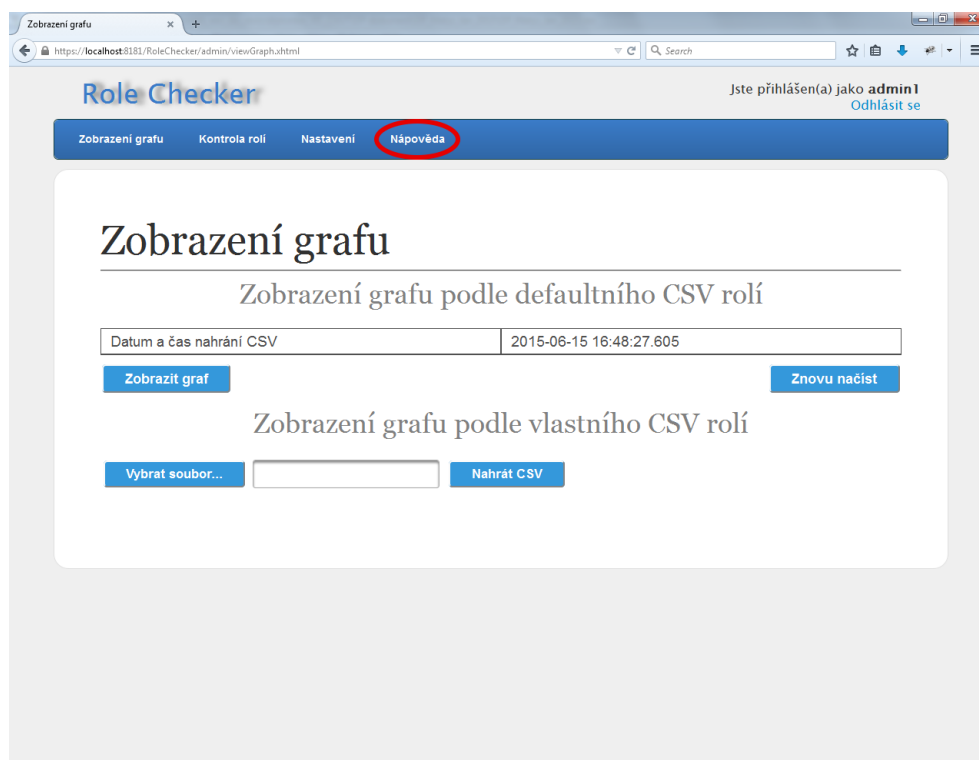 Zobrazení grafu
https://localhost:8181/RoleChecker/admin/viewGraph.xhtml
Search
Role Checker
Jste přihlášen(a) jako admin1
Odhlásit se
Zobrazení grafu Kontrola rolí Nastavení Nápověda
Zobrazení grafu
Zobrazení grafu podle defaultního CSV rolí
Datum a čas nahrání CSV 2015-06-15 16:48:27.605
Zobrazit graf Znovu načíst
Zobrazení grafu podle vlastního CSV rolí
Vybrat soubor... Nahrát CSV